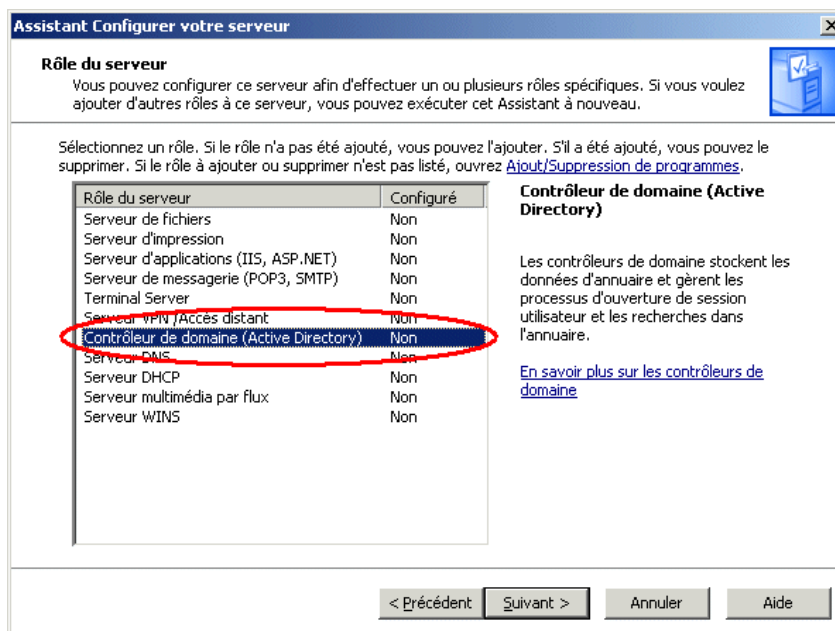 Assistant Configurer votre serveur
Rôle du serveur
Vous pouvez configurer ce serveur afin d'effectuer un ou plusieurs rôles spécifiques. Si vous voulez
ajouter d'autres rôles à ce serveur, vous pouvez exécuter cet Assistant à nouveau.
Sélectionnez un rôle. Si le rôle n'a pas été ajouté, vous pouvez l'ajouter. S'il a été ajouté, vous pouvez le
supprimer. Si le rôle à ajouter ou supprimer n'est pas listé, ouvrez Ajout/Suppression de programmes.
Rôle du serveur Configuré
Serveur de fichiers Non
Serveur d'impression Non
Serveur d'applications (IIS, ASP.NET) Non
Serveur de messagerie (POP3, SMTP) Non
Terminal Server Non
Serveur VPN /Accès distant Non
Contrôleur de domaine (Active Directory) Non
Serveur DNS Non
Serveur DHCP Non
Serveur multimédia par flux Non
Serveur WINS Non
Contrôleur de domaine (Active
Directory)
Les contrôleurs de domaine stockent les
données d'annuaire et gèrent les
processus d'ouverture de session
utilisateur et les recherches dans
l'annuaire.
En savoir plus sur les contrôleurs de
domaine
< Précédent Suivant > Annuler Aide